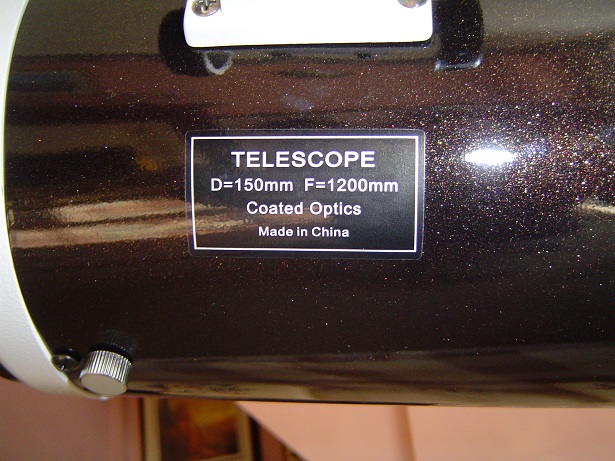 TELESCOPE
D=150mm F=1200mm
Coated Optics
Made in China